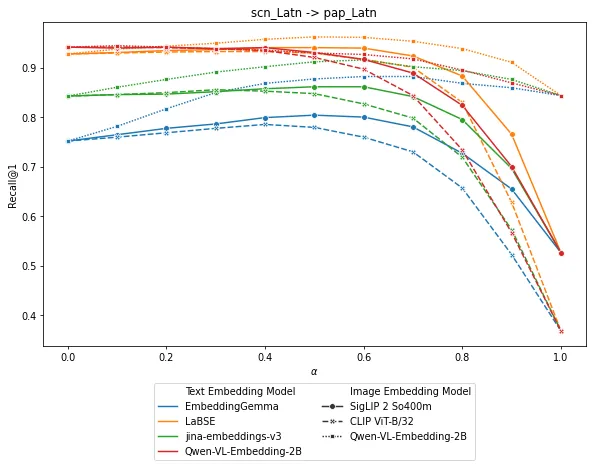 scn_Latn -> pap_Latn
Recall@1
0.9
0.8
0.7
0.6
0.5
0.4
0.0
0.2
0.4
0.6
0.8
1.0
α
Text Embedding Model
EmbeddingGemma
LaBSE
jina-embeddings-v3
Qwen-VL-Embedding-2B
Image Embedding Model
SigLIP 2 So400m
CLIP ViT-B/32
Qwen-VL-Embedding-2B